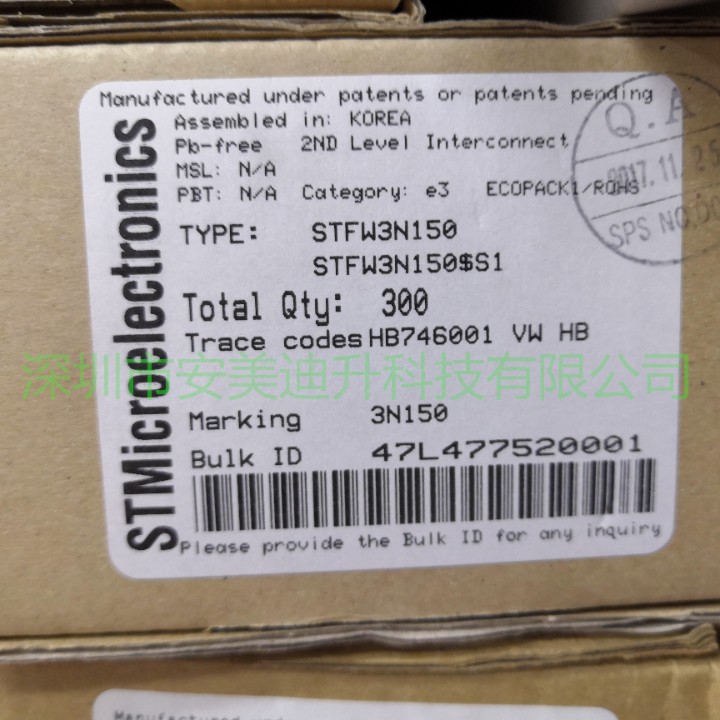 Manufactured under patents or patents pending
Assembled in: KOREA
Pb-free 2ND Level Interconnect
MSL: N/A
PBT: N/A Category: e3 ECOPACK1/ROHS
TYPE: STFW3N150
STFW3N150$S1
Total Qty: 300
Trace codes HB746001 VW HB
深圳市安美迪升科技有限公司
Marking 3N150
Bulk ID 47L477520001
Please provide the Bulk ID for any inquiry
STMicroelectronics
Q.A
2017.11.25
SPS NO.
Manufactured